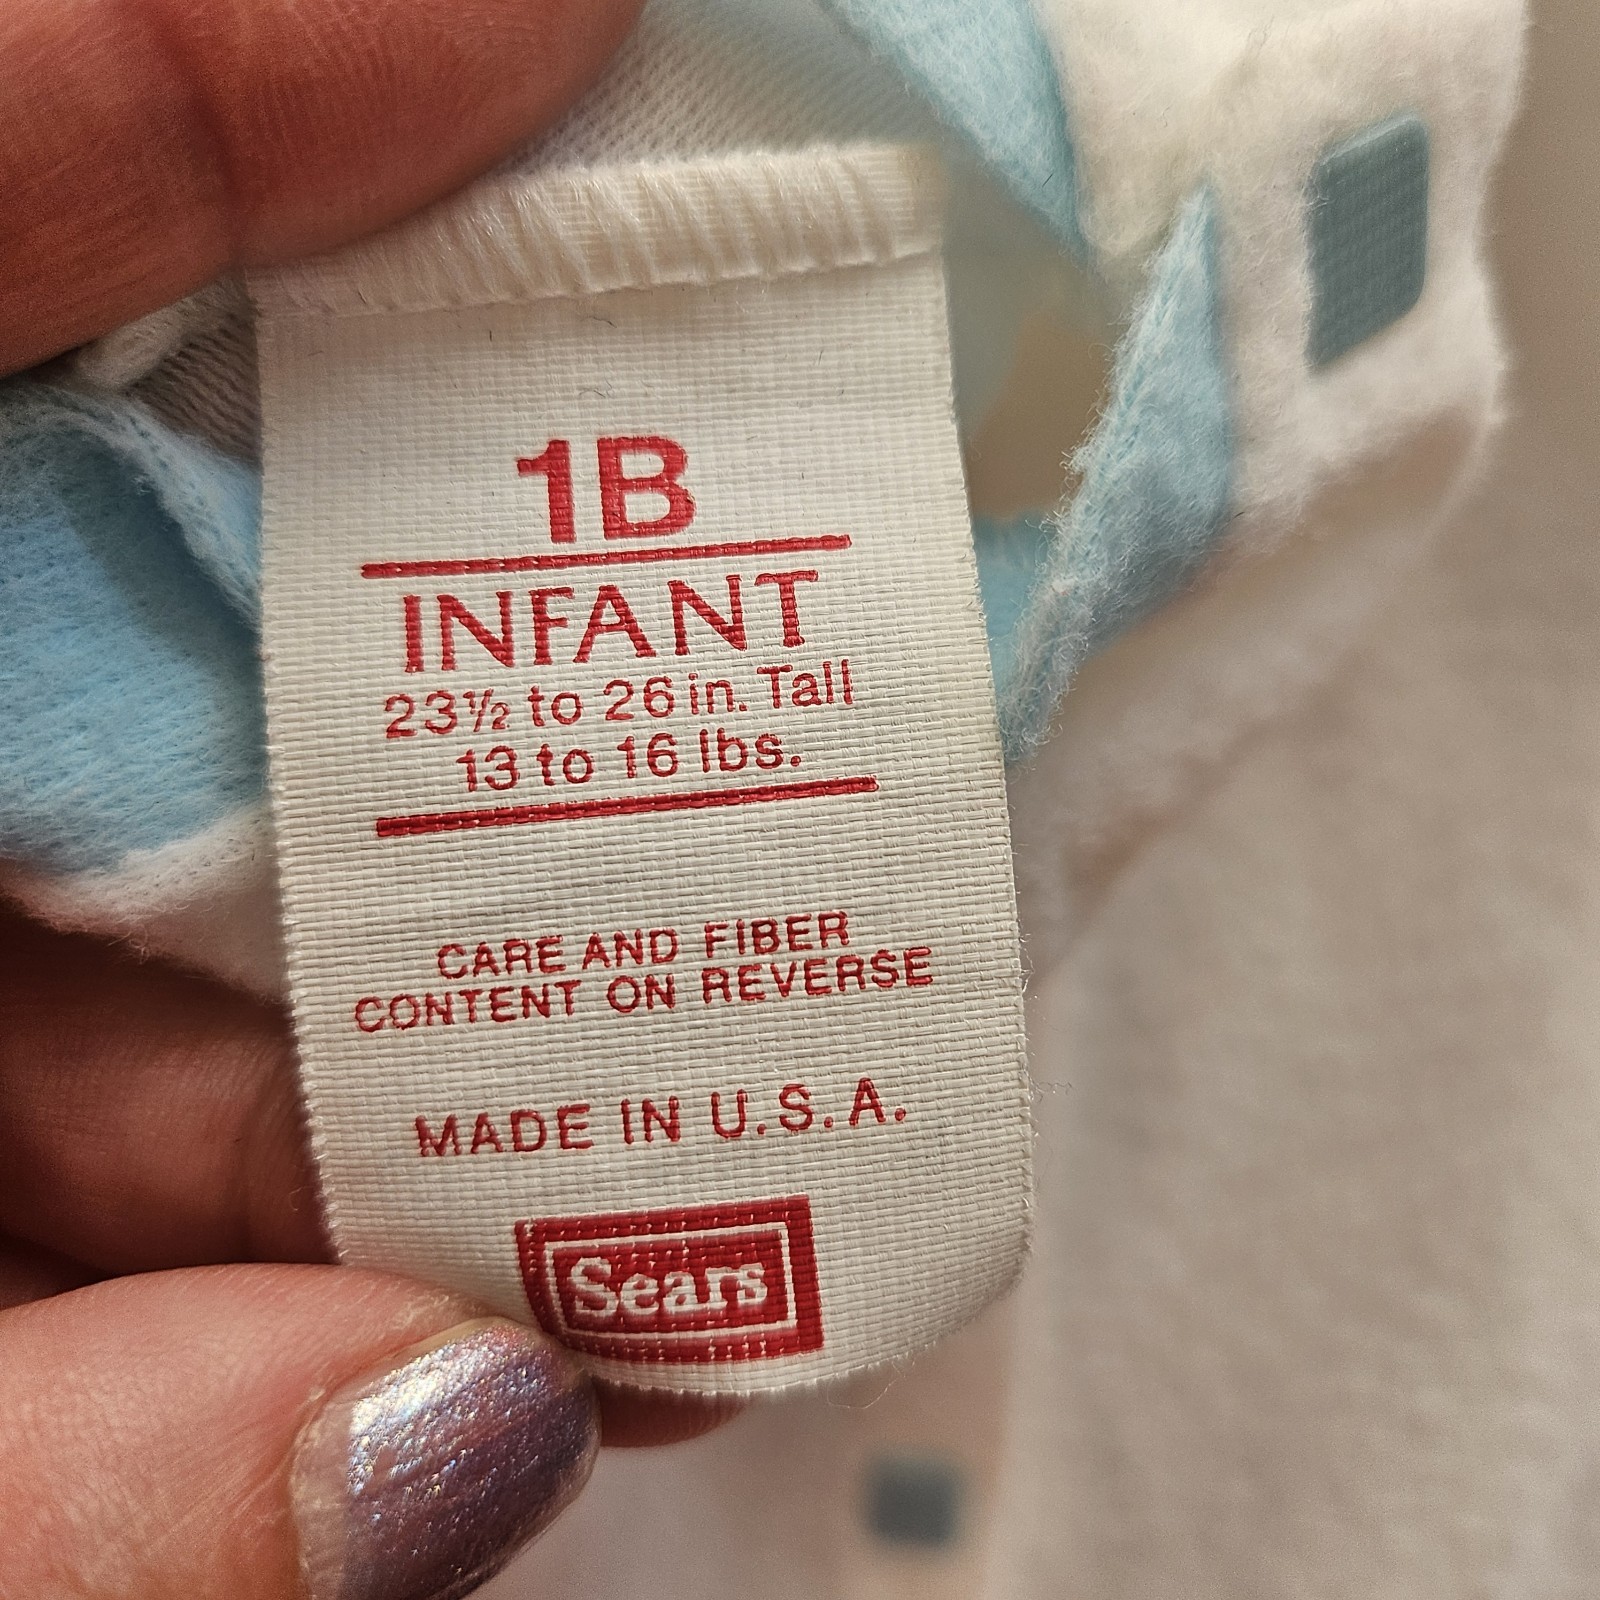 1B
INFANT
23½ to 26 in. Tall
13 to 16 lbs.
CARE AND FIBER
CONTENT ON REVERSE
MADE IN U.S.A.
Sears